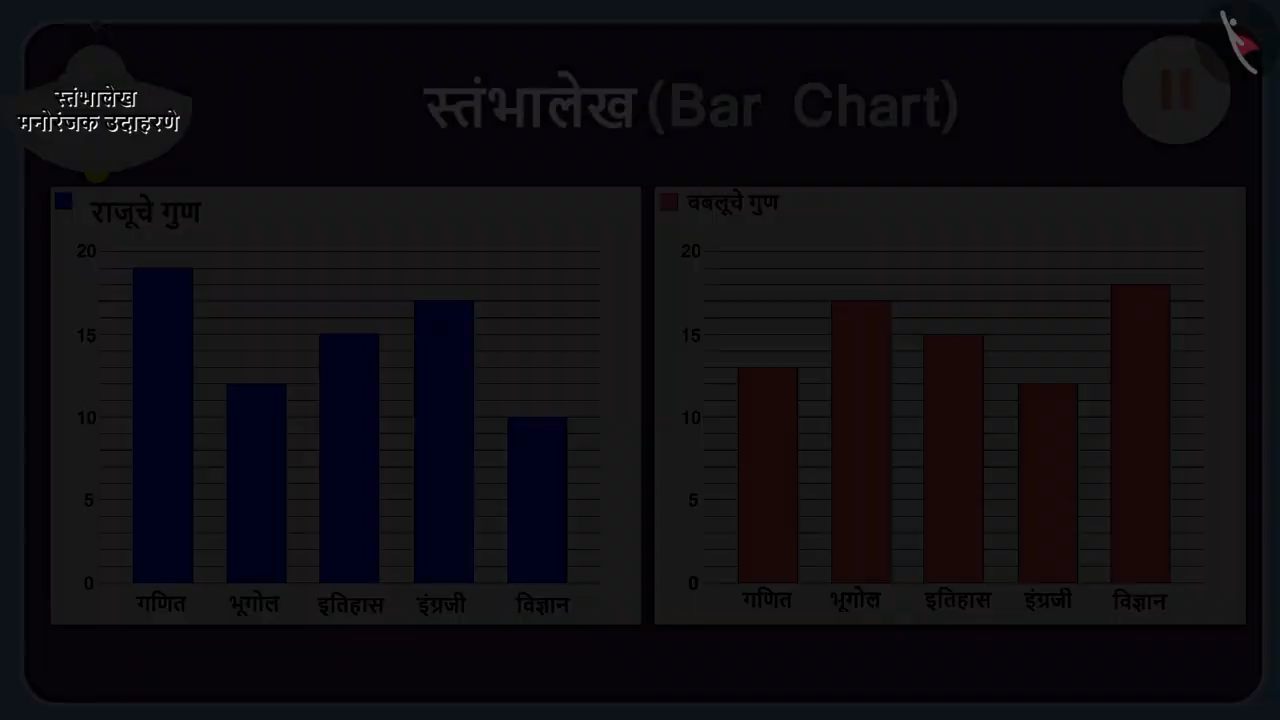 स्तंभालेख
मनोरंजक उदाहरणे
स्तंभालेख (Bar Chart)
राजूचे गुण
20
15
10
5
0
गणित भूगोल इतिहास इंग्रजी विज्ञान
बबलूचे गुण
20
15
10
5
0
गणित भूगोल इतिहास इंग्रजी विज्ञान